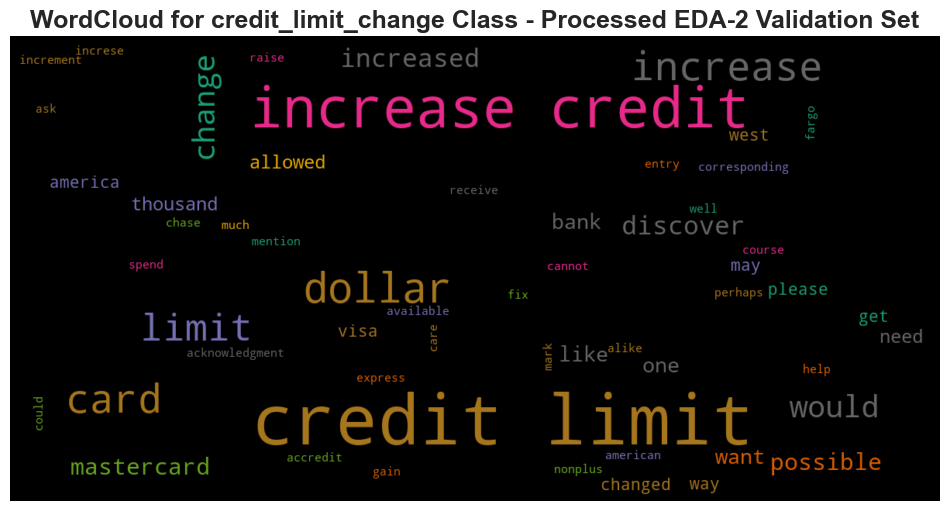 WordCloud for credit_limit_change Class - Processed EDA-2 Validation Set
increment
increse
ask
change
raise
increased
increase
increase credit
west
fargo
allowed
entry
corresponding
america
thousand
chase
much
mention
receive
bank
discover
well
course
may
spend
cannot
dollar
available
fix
perhaps
please
get
need
limit
visa
care
acknowledgment
mark
like
alike
one
express
help
card
could
credit limit
would
mastercard
accredit
gain
american
nonplus
changed
way
want
possible